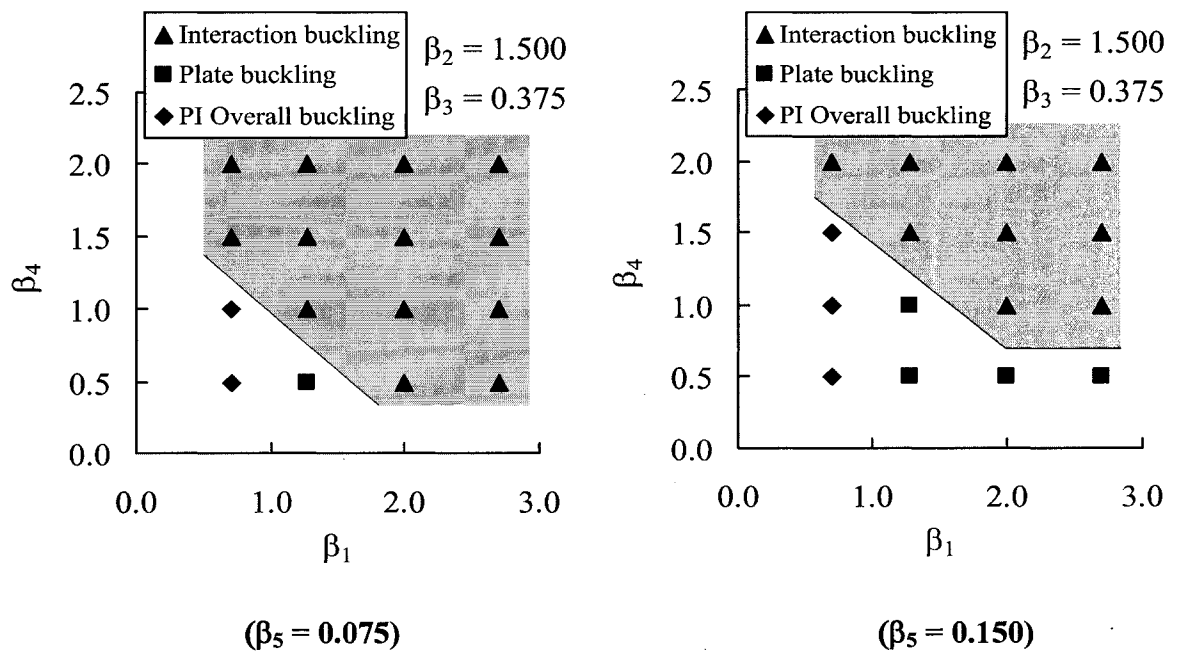 Interaction buckling
Plate buckling
PI Overall buckling
β2 = 1.500
β3 = 0.375
2.5
2.0
1.5
1.0
0.5
0.0
β4
0.0 1.0 2.0 3.0
β1
(β5 = 0.075)
Interaction buckling
Plate buckling
PI Overall buckling
β2 = 1.500
β3 = 0.375
2.5
2.0
1.5
1.0
0.5
0.0
β4
0.0 1.0 2.0 3.0
β1
(β5 = 0.150)